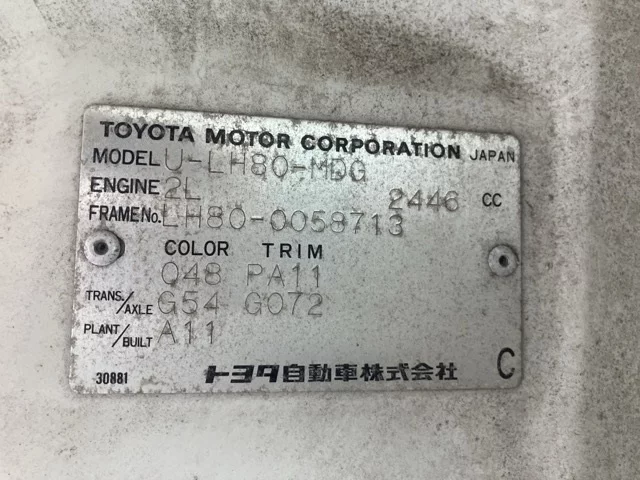 TOYOTA MOTOR CORPORATION JAPAN
MODEL U-LH80-MDG
ENGINE 2L 2446 CC
FRAME No. LH80-0058713
COLOR TRIM
048 PA11
TRANS./AXLE G54 G072
PLANT/BUILT A11
30881 トヨタ自動車株式会社 C